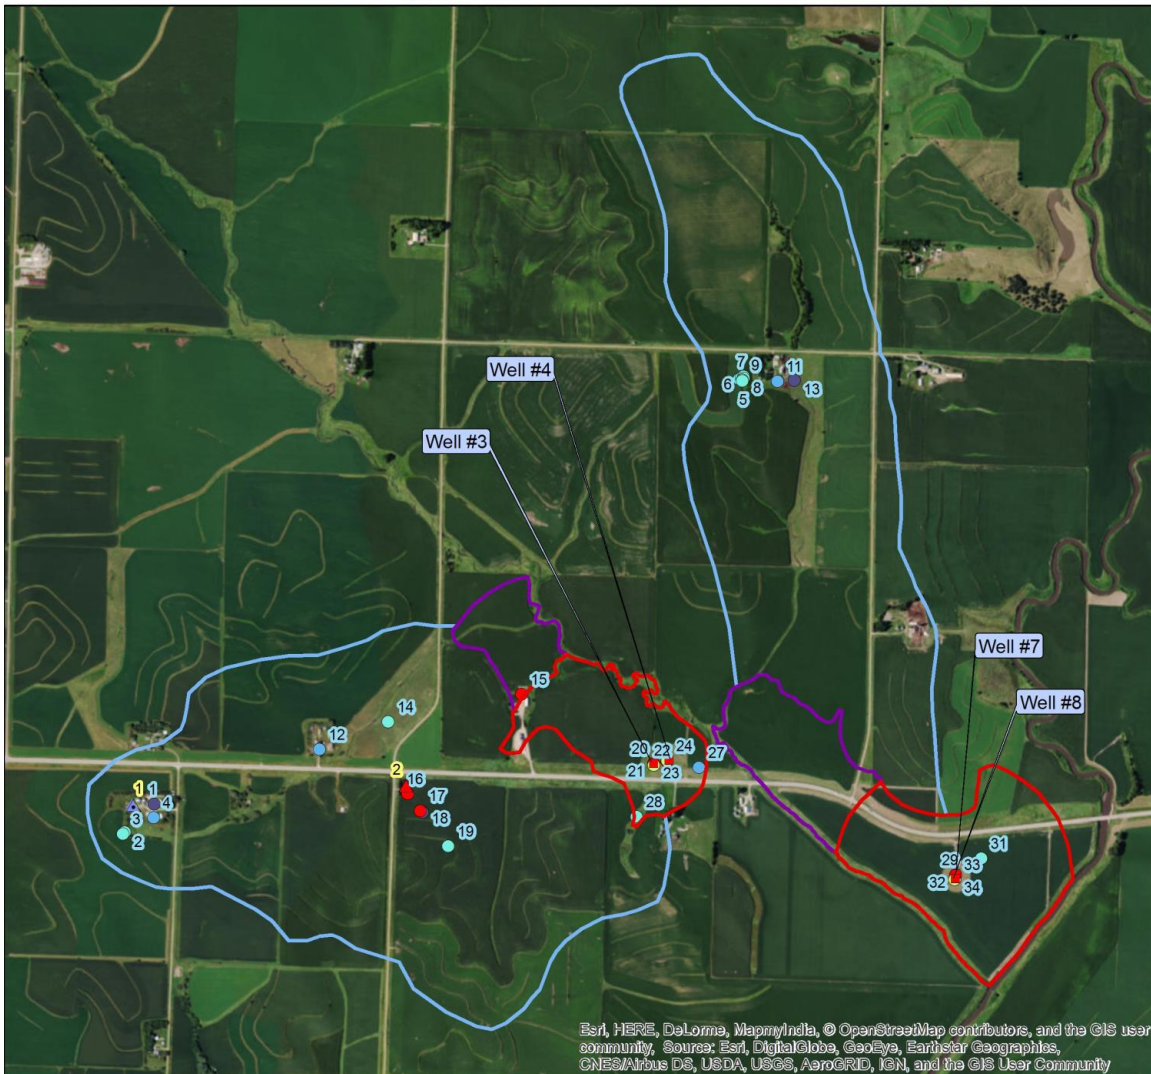 7 9 11
6 8 13
5
Well #4
Well #3
Well #7
Well #8
15
14
12
2
20 22 24
21 23
27
16
17
18
19
28
1 1
4
3
2
31
29 33
32 34
Esri, HERE, DeLorme, MapmyIndia, © OpenStreetMap contributors, and the GIS user
community, Source: Esri, DigitalGlobe, GeoEye, Earthstar Geographics,
CNES/Airbus DS, USDA, USGS, AeroGRID, IGN, and the GIS User Community